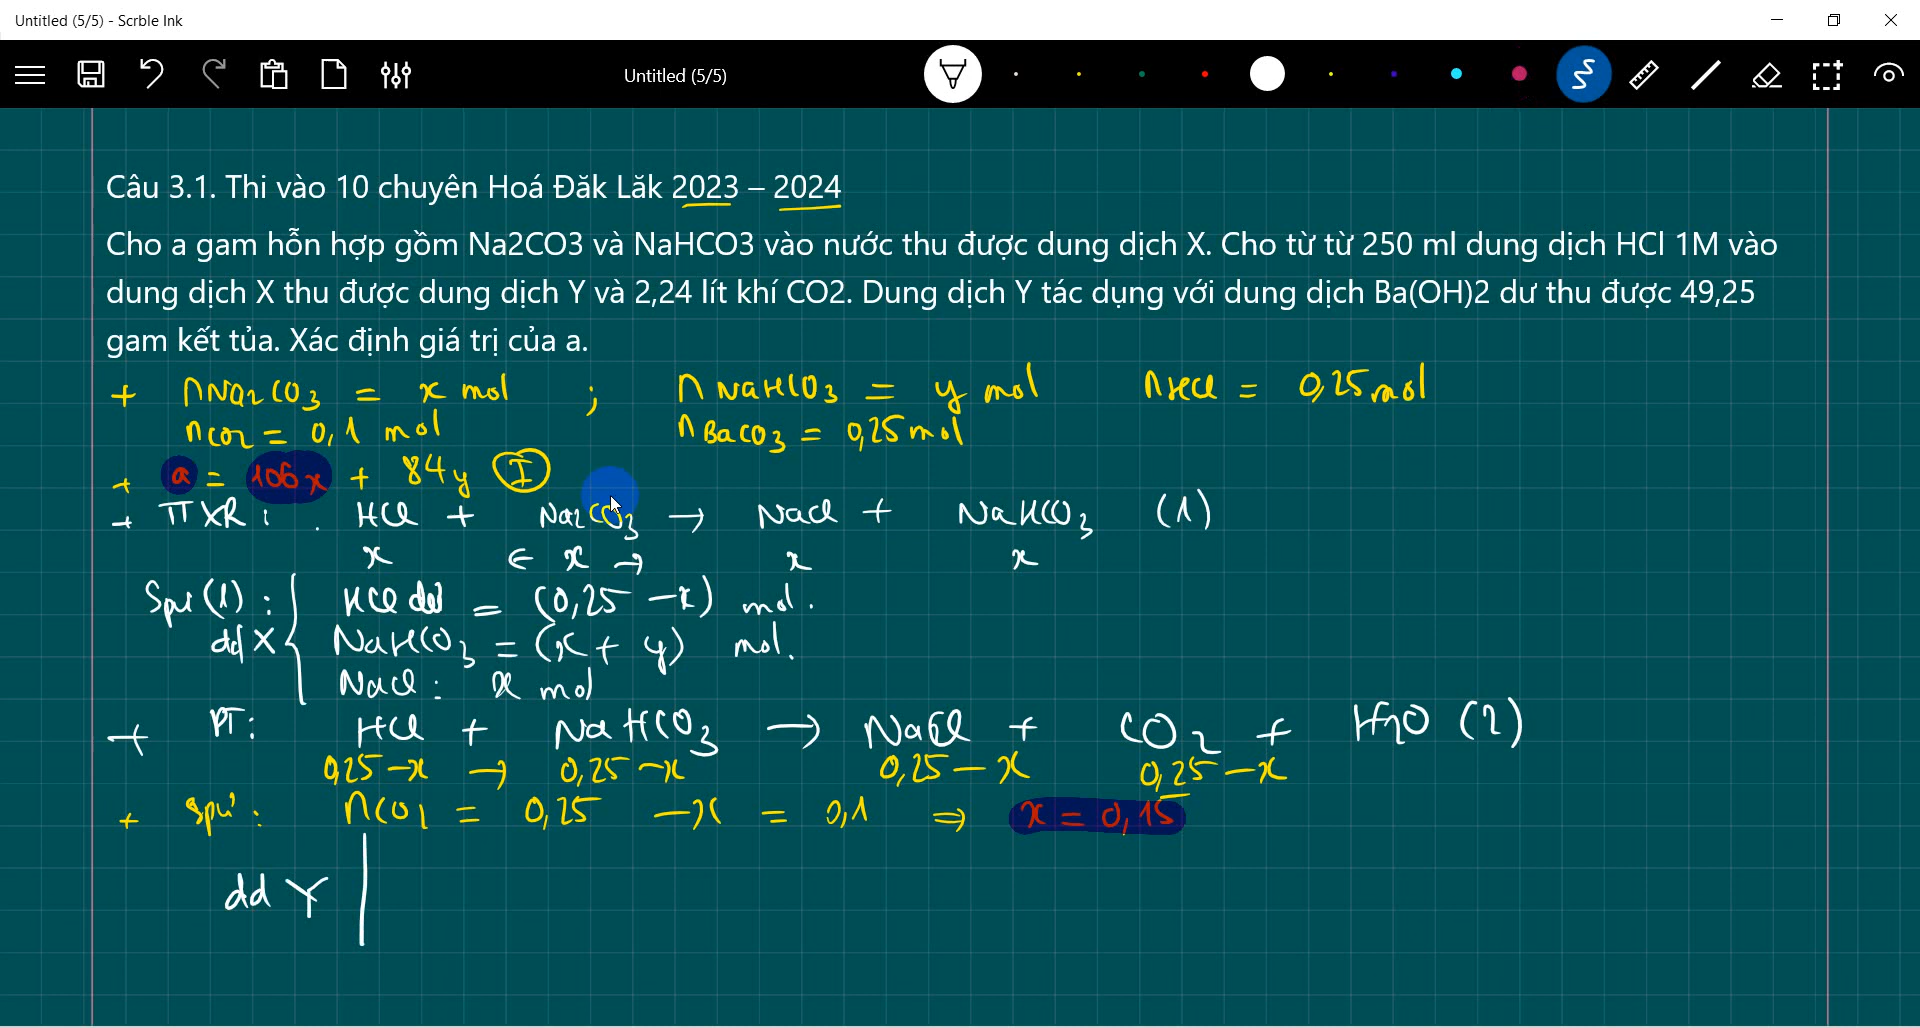 Untitled (5/5) - Scrble Ink
Untitled (5/5)
Câu 3.1. Thi vào 10 chuyên Hoá Đăk Lăk 2023 – 2024
Cho a gam hỗn hợp gồm Na2CO3 và NaHCO3 vào nước thu được dung dịch X. Cho từ từ 250 ml dung dịch HCl 1M vào
dung dịch X thu được dung dịch Y và 2,24 lít khí CO2. Dung dịch Y tác dụng với dung dịch Ba(OH)2 dư thu được 49,25
gam kết tủa. Xác định giá trị của a.
+ nNa2CO3 = x mol ; nNaHCO3 = y mol nHCl = 0,25 mol
nCO2 = 0,1 mol nBaCO3 = 0,25 mol
+ a = 106x + 84y (I)
+ PTPƯ: HCl + Na2CO3 → NaCl + NaHCO3 (1)
x ← x → x x
Spứ (1): HCl dư = (0,25 - x) mol.
dd X NaHCO3 = (x + y) mol.
NaCl: x mol
+ PT: HCl + NaHCO3 → NaCl + CO2 + H2O (2)
0,25-x → 0,25-x 0,25-x 0,25-x
+ Spứ: nCO2 = 0,25 - x = 0,1 ⇒ x = 0,15
dd Y